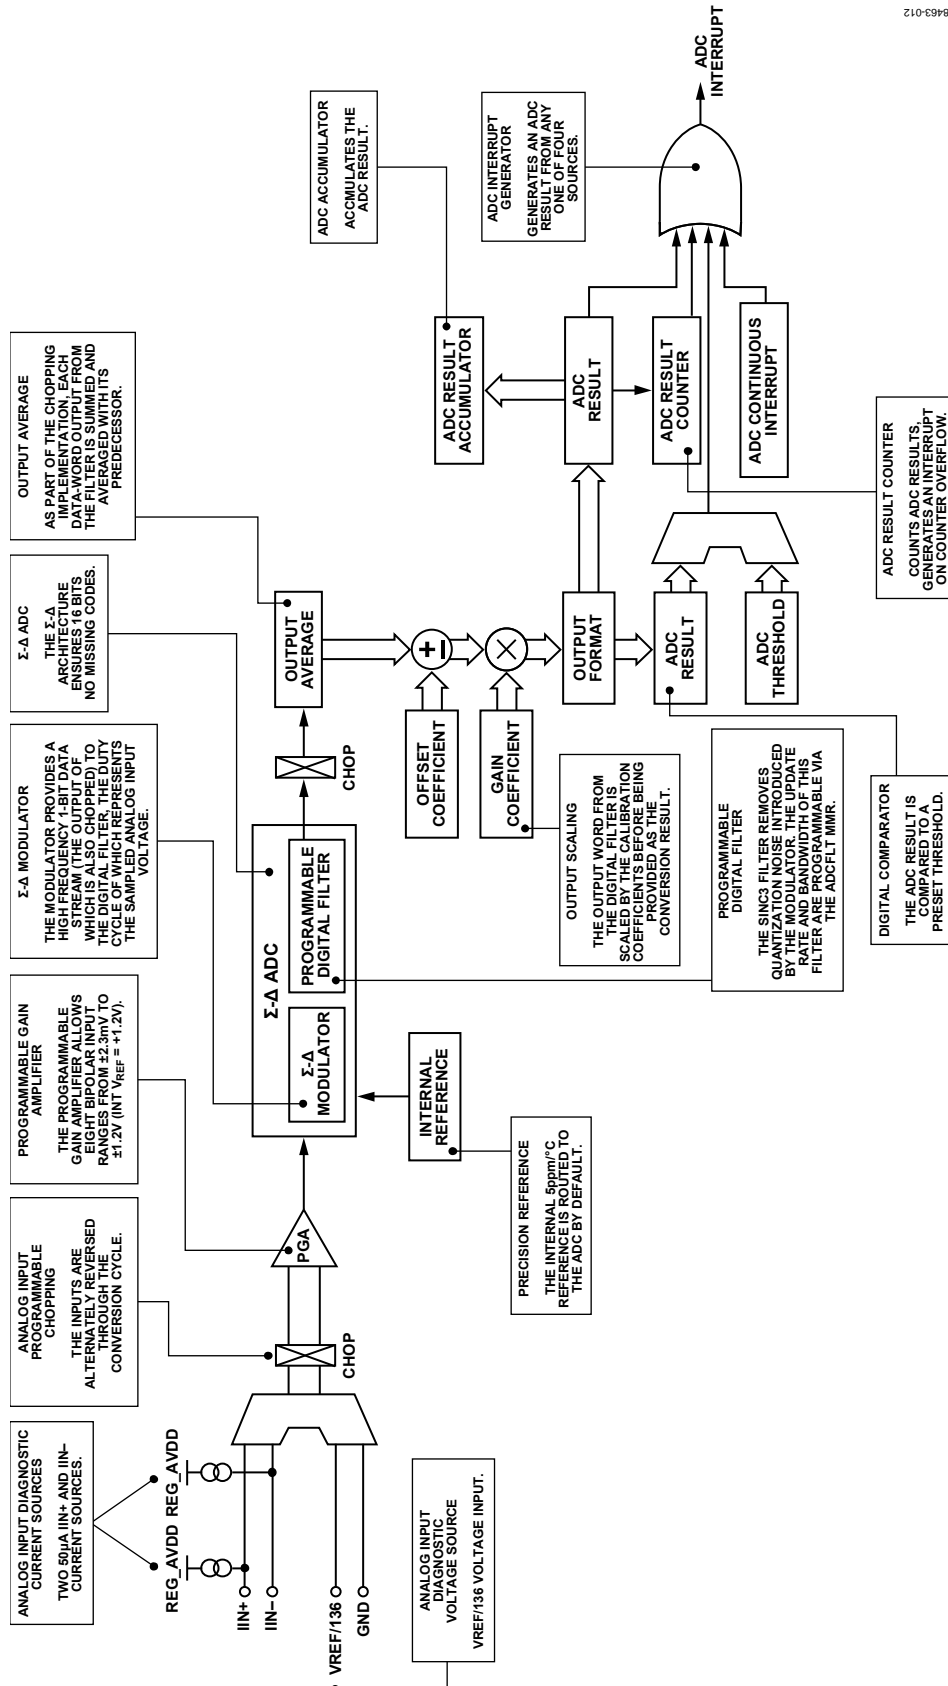 ANALOG INPUT DIAGNOSTIC
CURRENT SOURCES
TWO 50µA IIN+ AND IIN–
CURRENT SOURCES.
ANALOG INPUT
PROGRAMMABLE
CHOPPING
THE INPUTS ARE
ALTERNATELY REVERSED
THROUGH THE
CONVERSION CYCLE.
PROGRAMMABLE GAIN
AMPLIFIER
THE PROGRAMMABLE
GAIN AMPLIFIER ALLOWS
EIGHT BIPOLAR INPUT
RANGES FROM ±2.3mV TO
±1.2V (INT VREF = +1.2V).
Σ-Δ MODULATOR
THE MODULATOR PROVIDES A
HIGH FREQUENCY 1-BIT DATA
STREAM (THE OUTPUT OF
WHICH IS ALSO CHOPPED) TO
THE DIGITAL FILTER, THE DUTY
CYCLE OF WHICH REPRESENTS
THE SAMPLED ANALOG INPUT
VOLTAGE.
Σ-Δ ADC
THE Σ-Δ
ARCHITECTURE
ENSURES 16 BITS
NO MISSING CODES.
OUTPUT AVERAGE
AS PART OF THE CHOPPING
IMPLEMENTATION, EACH
DATA-WORD OUTPUT FROM
THE FILTER IS SUMMED AND
AVERAGED WITH ITS
PREDECESSOR.
REG_AVDD
REG_AVDD
IIN+
IIN–
VREF/136
GND
CHOP
PGA
Σ-Δ ADC
Σ-Δ
MODULATOR
PROGRAMMABLE
DIGITAL FILTER
CHOP
OUTPUT
AVERAGE
INTERNAL
REFERENCE
OFFSET
COEFFICIENT
GAIN
COEFFICIENT
OUTPUT
FORMAT
ADC
RESULT
ADC
THRESHOLD
ADC RESULT
ACCUMULATOR
ADC
RESULT
ADC RESULT
COUNTER
ADC CONTINUOUS
INTERRUPT
ADC
INTERRUPT
ADC ACCUMULATOR
ACCMULATES THE
ADC RESULT.
ADC INTERRUPT
GENERATOR
GENERATES AN ADC
RESULT FROM ANY
ONE OF FOUR
SOURCES.
ANALOG INPUT
DIAGNOSTIC
VOLTAGE SOURCE
VREF/136 VOLTAGE INPUT.
PRECISION REFERENCE
THE INTERNAL 5ppm/°C
REFERENCE IS ROUTED TO
THE ADC BY DEFAULT.
OUTPUT SCALING
THE OUTPUT WORD FROM
THE DIGITAL FILTER IS
SCALED BY THE CALIBRATION
COEFFICIENTS BEFORE BEING
PROVIDED AS THE
CONVERSION RESULT.
PROGRAMMABLE
DIGITAL FILTER
THE SINC3 FILTER REMOVES
QUANTIZATION NOISE INTRODUCED
BY THE MODULATOR. THE UPDATE
RATE AND BANDWIDTH OF THIS
FILTER ARE PROGRAMMABLE VIA
THE ADCFLT MMR.
DIGITAL COMPARATOR
THE ADC RESULT IS
COMPARED TO A
PRESET THRESHOLD.
ADC RESULT COUNTER
COUNTS ADC RESULTS,
GENERATES AN INTERRUPT
ON COUNTER OVERFLOW.